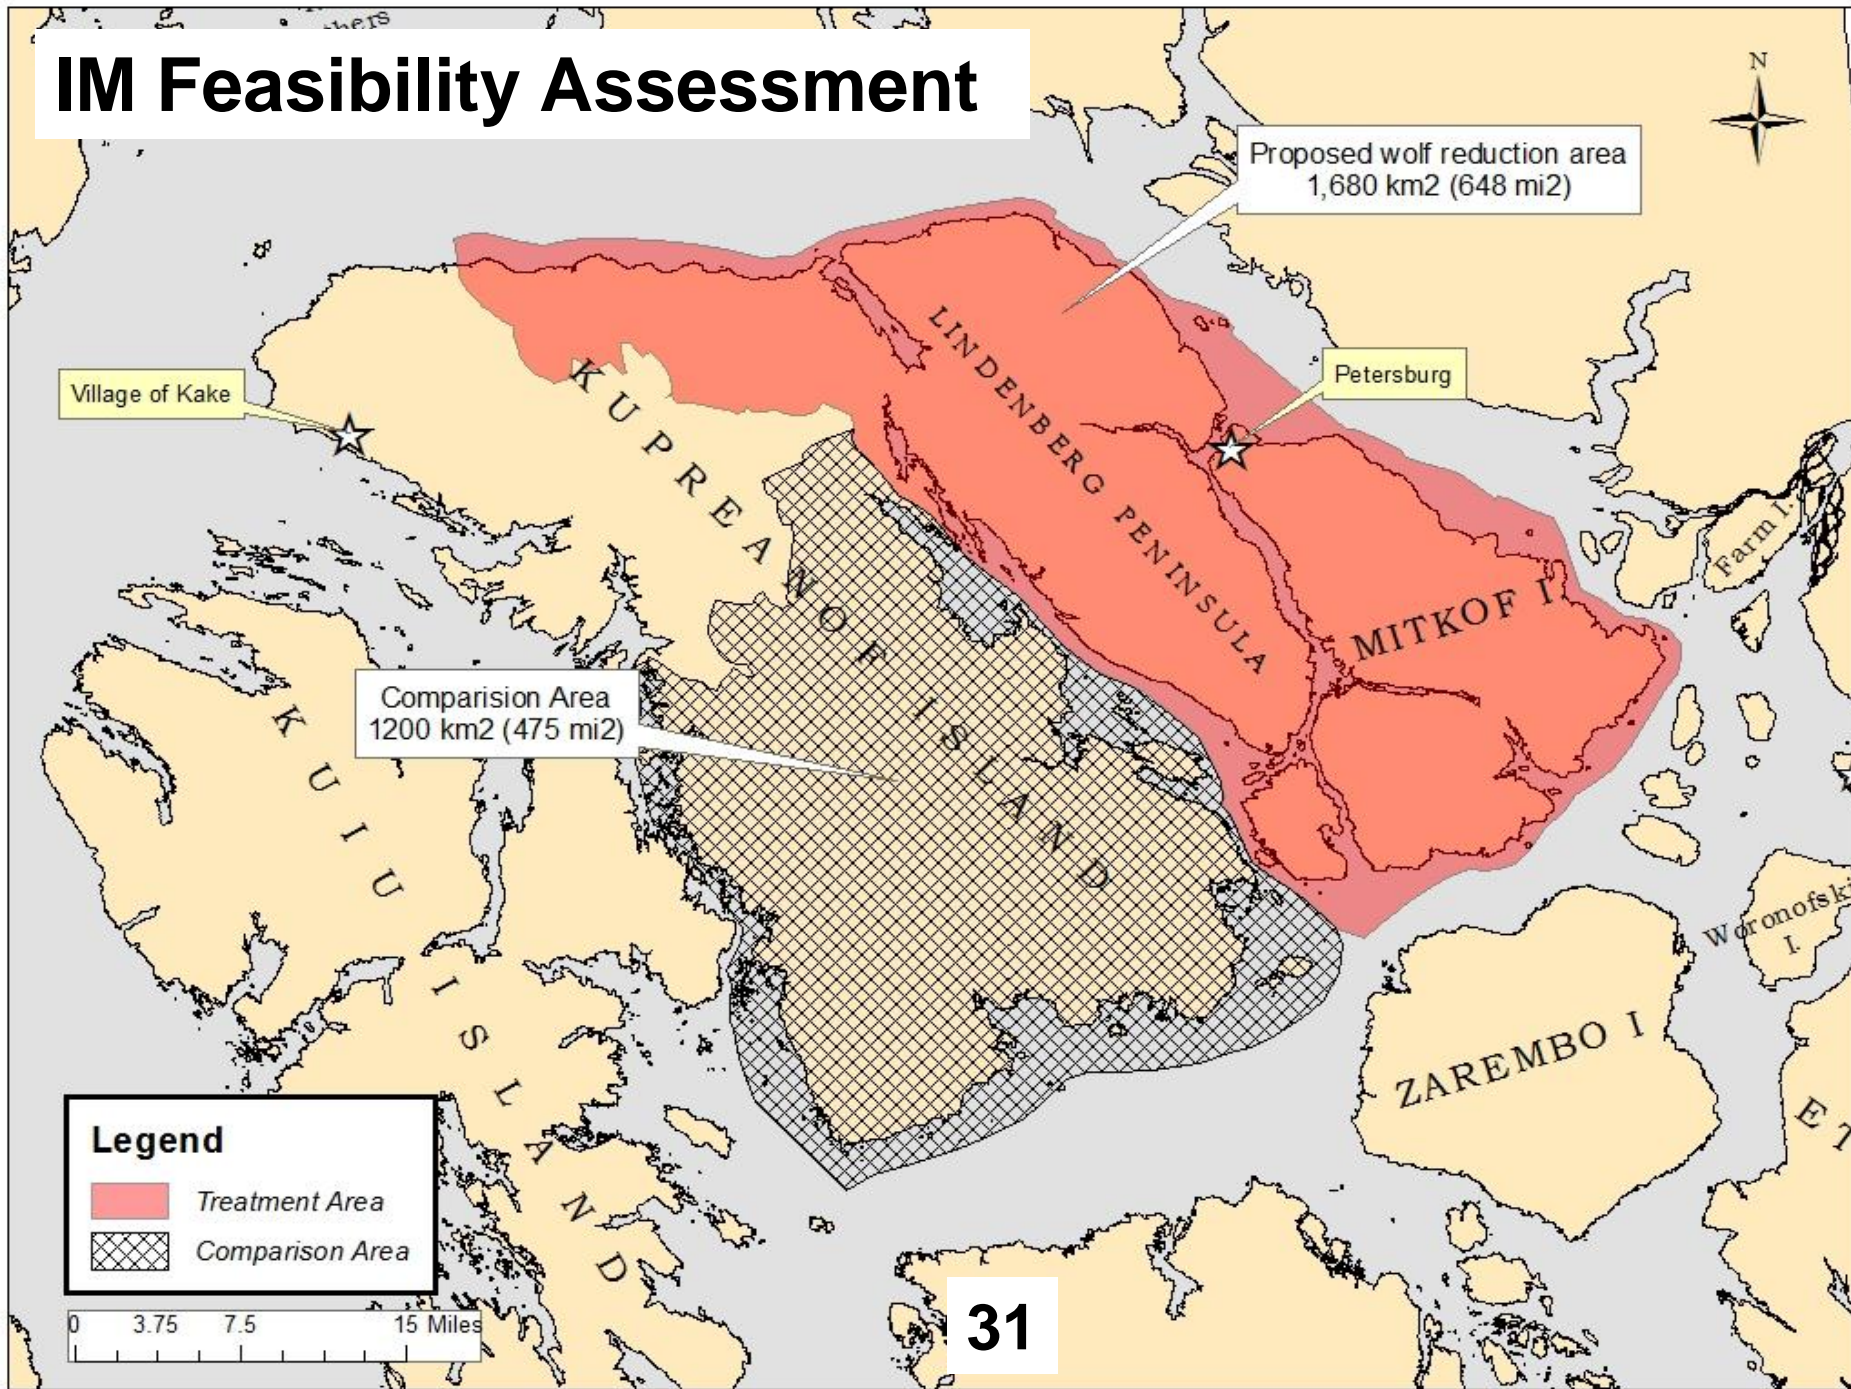 thers
IM Feasibility Assessment
N
Proposed wolf reduction area
1,680 km2 (648 mi2)
LINDENBERG PENINSULA
Petersburg
Village of Kake
KUPREANOF ISLAND
Farm I.
MITKOF I
Comparision Area
1200 km2 (475 mi2)
KUIU ISLAND
Woronofski
I.
ZAREMBO I
ET
Legend
Treatment Area
Comparison Area
0 3.75 7.5 15 Miles
31